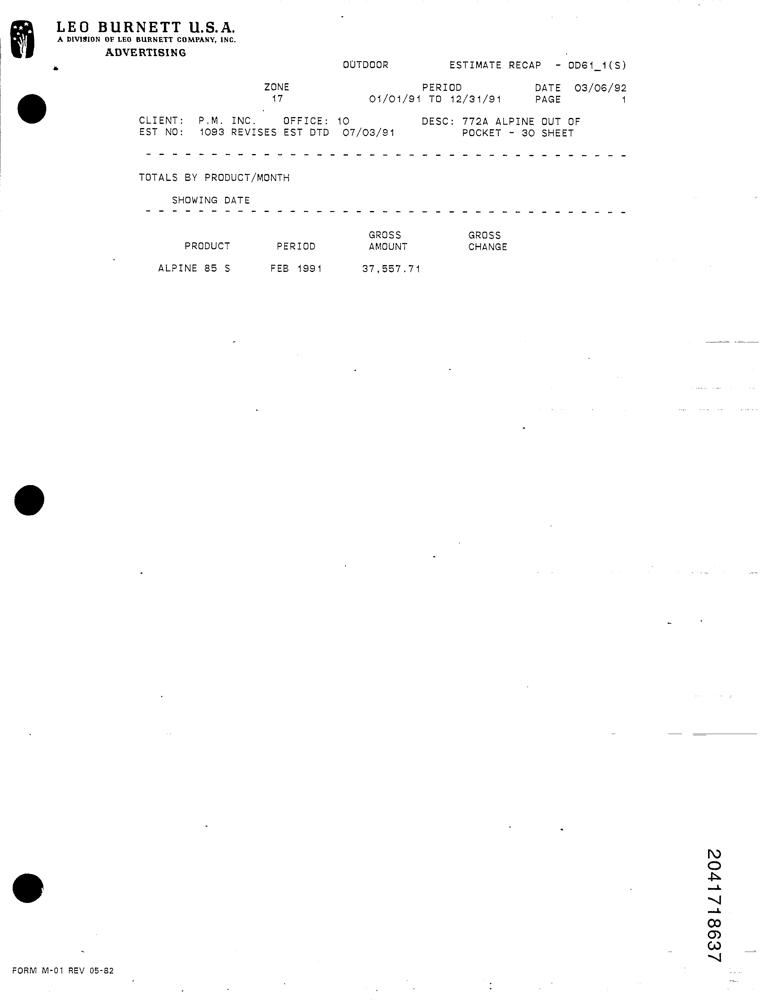 LEO BURNETT U.S.A.
A DIVISION OF LEO BURNETT COMPANY, INC.
ADVERTISING
OUTDOOR ESTIMATE RECAP - OD61_1(S)
ZONE PERIOD DATE 03/06/92
17 01/01/91 TO 12/31/91 PAGE 1
CLIENT: P.M. INC. OFFICE: 10 DESC: 772A ALPINE OUT OF
EST NO: 1093 REVISES EST DTD 07/03/91 POCKET - 30 SHEET
- - - - - - - - - - - - - - - - - - - - - - - - - - - - - - - - - - - - -
TOTALS BY PRODUCT/MONTH
SHOWING DATE
- - - - - - - - - - - - - - - - - - - - - - - - - - - - - - - - - - - - -
GROSS GROSS
PRODUCT PERIOD AMOUNT CHANGE
ALPINE 85 S FEB 1991 37,557.71
2041718637
FORM M-01 REV 05-82